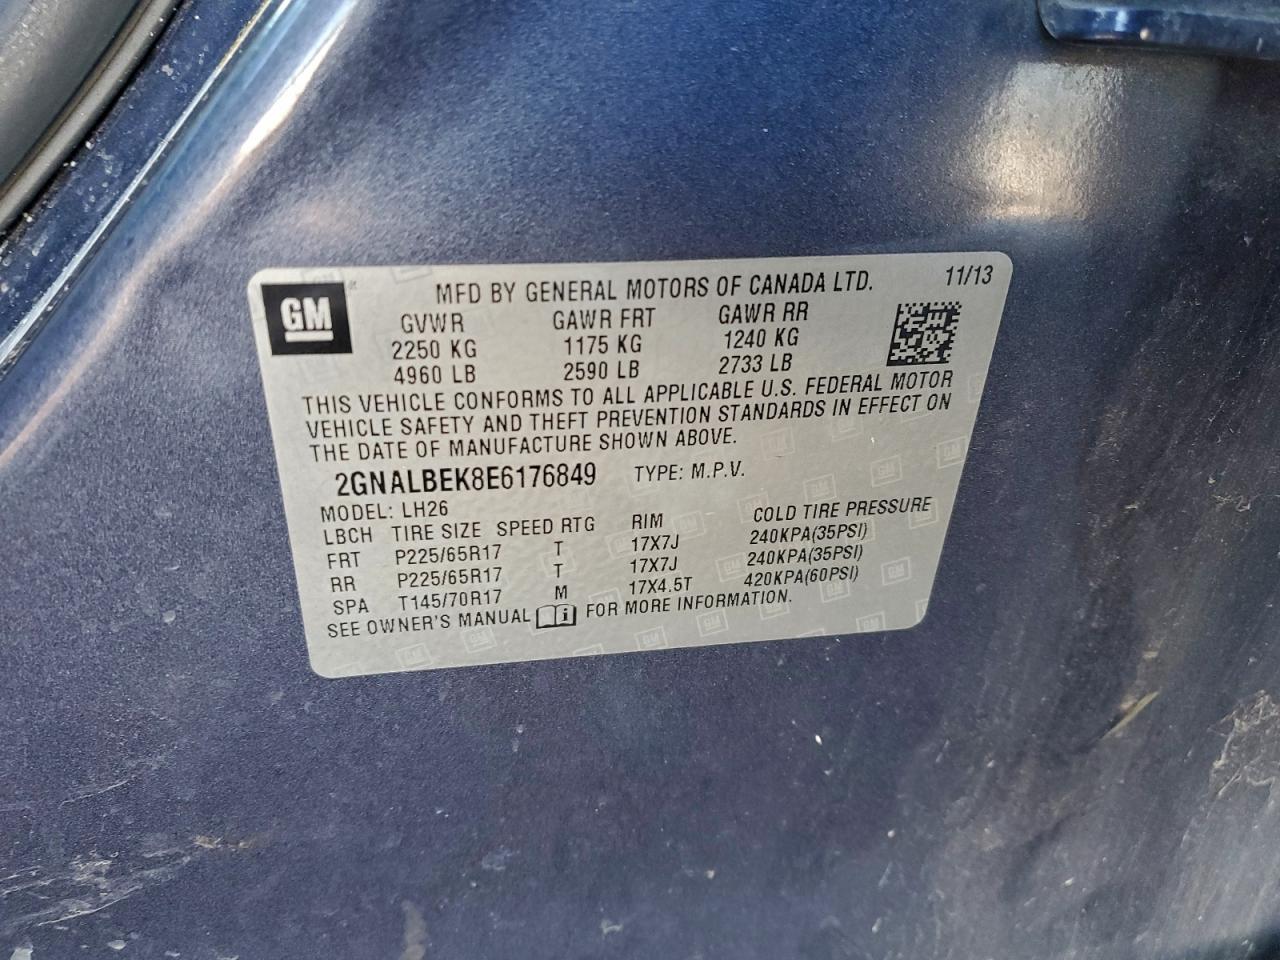 GM
MFD BY GENERAL MOTORS OF CANADA LTD. 11/13
GVWR GAWR FRT GAWR RR
2250 KG 1175 KG 1240 KG
4960 LB 2590 LB 2733 LB
THIS VEHICLE CONFORMS TO ALL APPLICABLE U.S. FEDERAL MOTOR
VEHICLE SAFETY AND THEFT PREVENTION STANDARDS IN EFFECT ON
THE DATE OF MANUFACTURE SHOWN ABOVE.
2GNALBEK8E6176849 TYPE: M.P.V.
MODEL: LH26
LBCH TIRE SIZE SPEED RTG RIM COLD TIRE PRESSURE
FRT P225/65R17 T 17X7J 240KPA(35PSI)
RR P225/65R17 T 17X7J 240KPA(35PSI)
SPA T145/70R17 M 17X4.5T 420KPA(60PSI)
SEE OWNER'S MANUAL i FOR MORE INFORMATION.